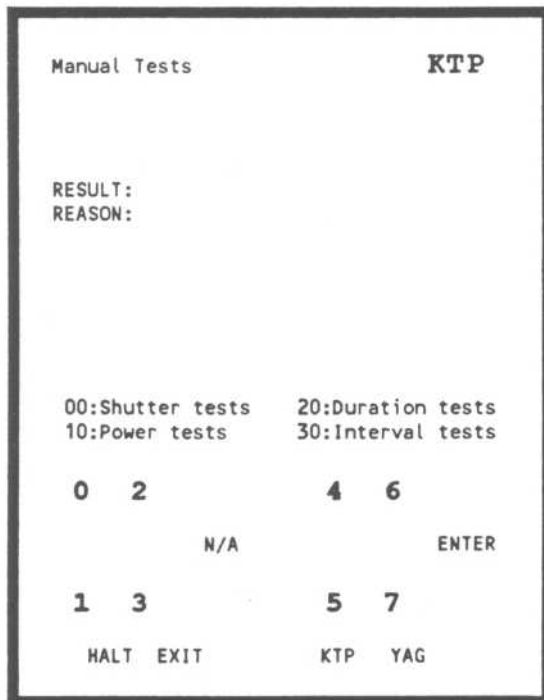 Manual Tests KTP
RESULT:
REASON:
00:Shutter tests 20:Duration tests
10:Power tests 30:Interval tests
0 2 4 6
N/A ENTER
1 3 5 7
HALT EXIT KTP YAG